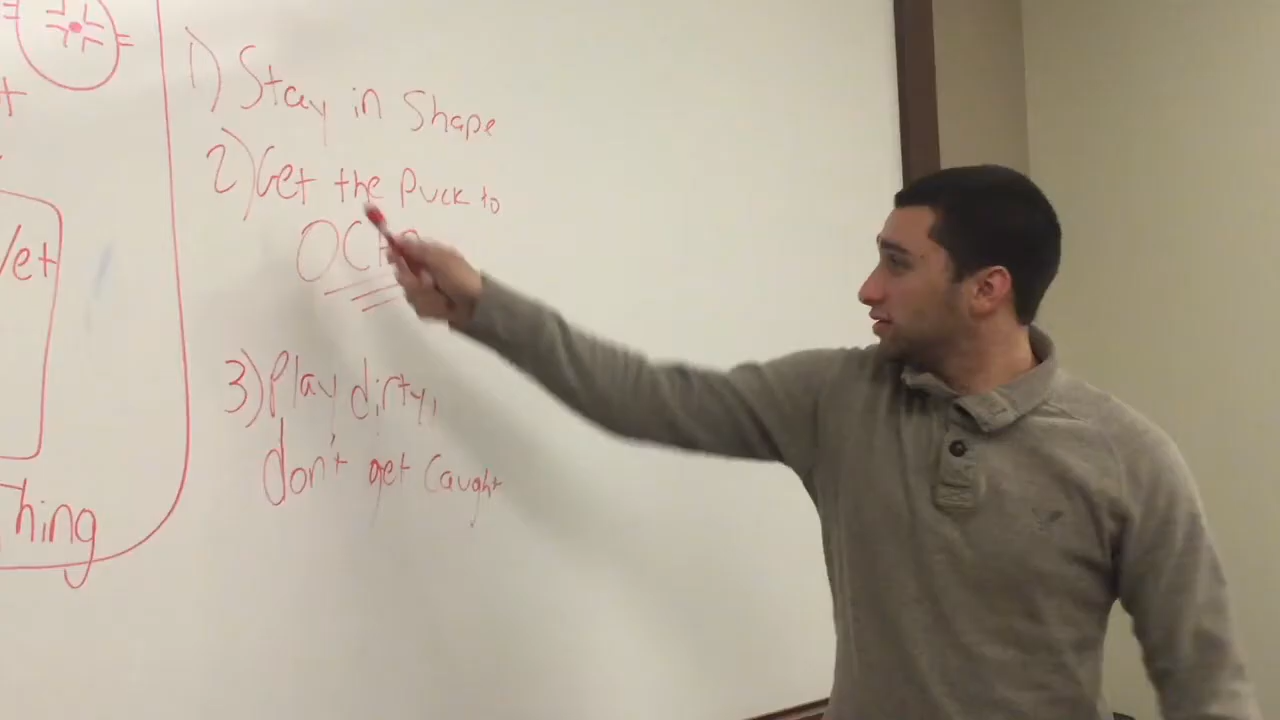 1) Stay in Shape
2) Get the Puck to
3) Play dirty,
don't get caught
hing